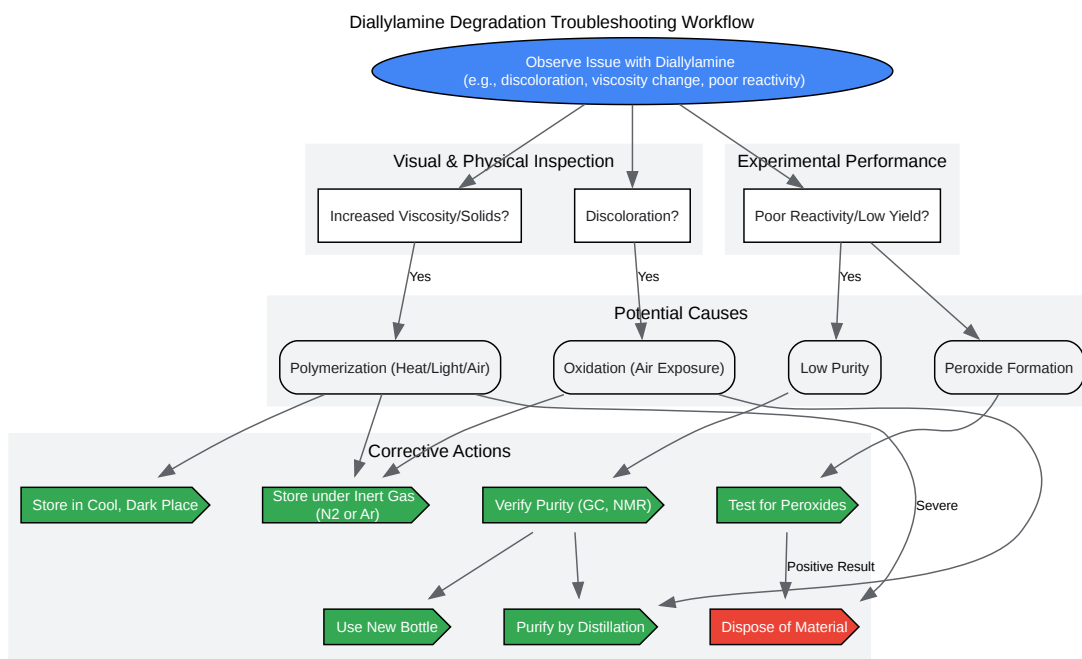 Diallylamine Degradation Troubleshooting Workflow
Observe Issue with Diallylamine
(e.g., discoloration, viscosity change, poor reactivity)
Visual & Physical Inspection
Experimental Performance
Increased Viscosity/Solids?
Discoloration?
Poor Reactivity/Low Yield?
Yes
Yes
Yes
Potential Causes
Polymerization (Heat/Light/Air)
Oxidation (Air Exposure)
Low Purity
Peroxide Formation
Corrective Actions
Store in Cool, Dark Place
Store under Inert Gas
(N2 or Ar)
Verify Purity (GC, NMR)
Test for Peroxides
Severe
Positive Result
Use New Bottle
Purify by Distillation
Dispose of Material